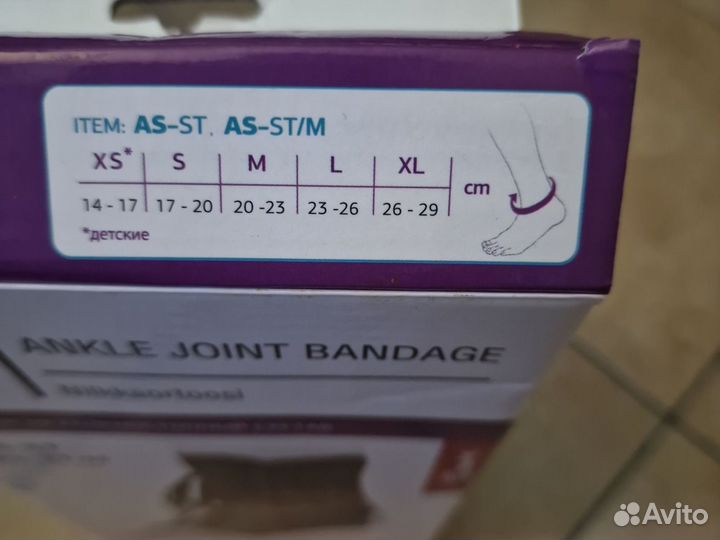 ITEM: AS-ST, AS-ST/M
XS* S M L XL
14 - 17 17 - 20 20 -23 23 -26 26 - 29 cm
*детские
ANKLE JOINT BANDAGE
Nilkkaortoosi
Avito